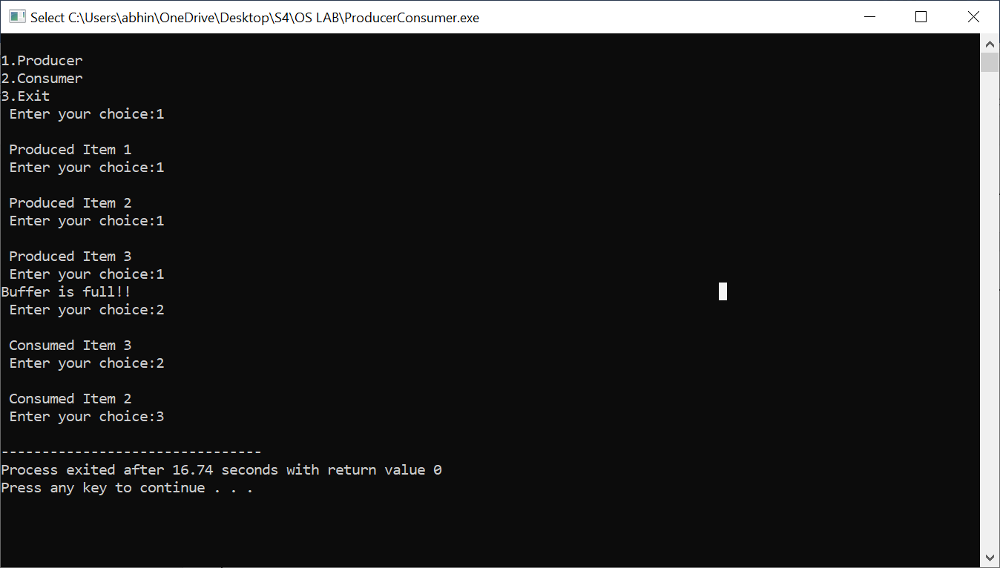 Select C:\Users\abhin\OneDrive\Desktop\S4\OS LAB\ProducerConsumer.exe
1.Producer
2.Consumer
3.Exit
Enter your choice:1
Produced Item 1
Enter your choice:1
Produced Item 2
Enter your choice:1
Produced Item 3
Enter your choice:1
Buffer is full!!
Enter your choice:2
Consumed Item 3
Enter your choice:2
Consumed Item 2
Enter your choice:3
--------------------------------
Process exited after 16.74 seconds with return value 0
Press any key to continue . . .